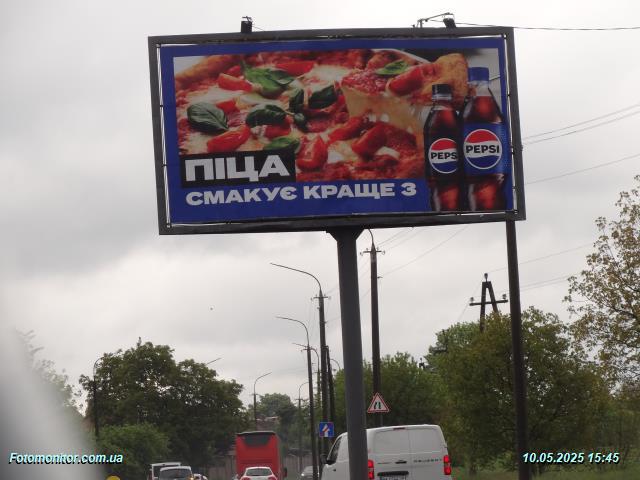 ПІЦА
СМАКУЄ КРАЩЕ З
PEPSI
PEPSI
Fotomonitor.com.ua
10.05.2025 15:45